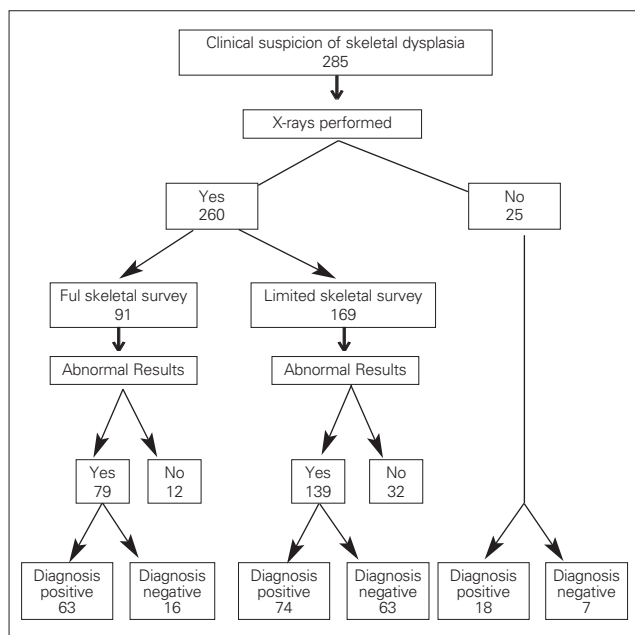 Clinical suspicion of skeletal dysplasia
285
X-rays performed
Yes
260
No
25
Ful skeletal survey
91
Limited skeletal survey
169
Abnormal Results
Abnormal Results
Yes
79
No
12
Yes
139
No
32
Diagnosis
positive
63
Diagnosis
negative
16
Diagnosis
positive
74
Diagnosis
negative
63
Diagnosis
positive
18
Diagnosis
negative
7